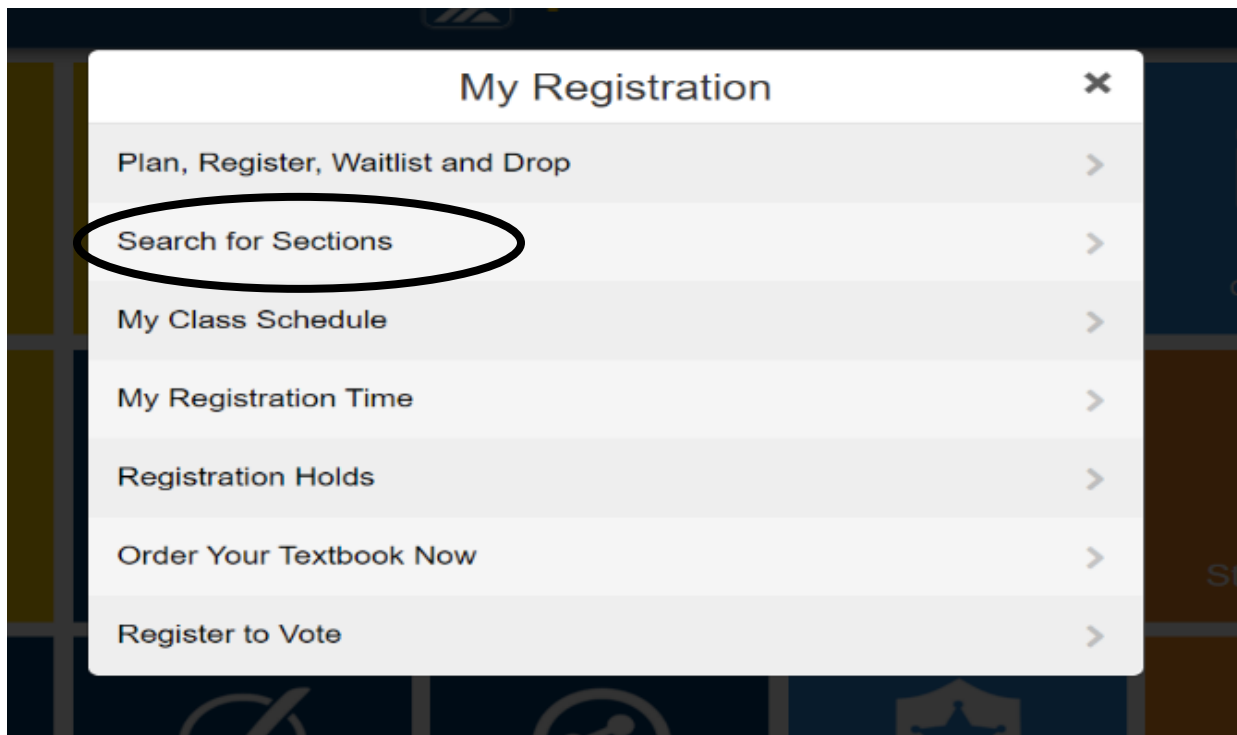 My Registration
Plan, Register, Waitlist and Drop
Search for Sections
My Class Schedule
My Registration Time
Registration Holds
Order Your Textbook Now
Register to Vote